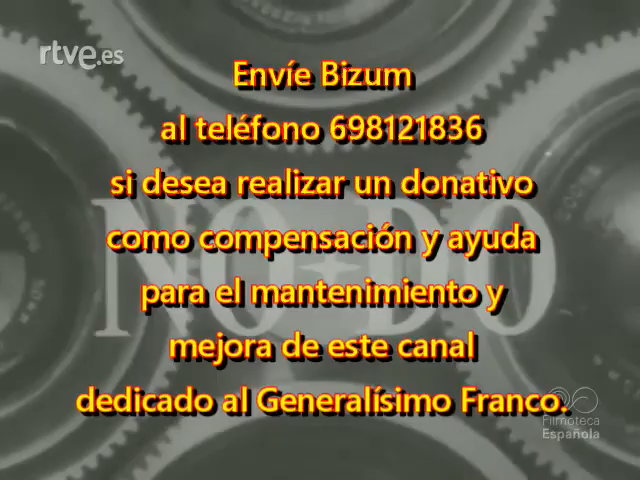 rtve.es
Envíe Bizum
al teléfono 698121836
si desea realizar un donativo
como compensación y ayuda
NO DO
para el mantenimiento y
mejora de este canal
dedicado al Generalísimo Franco.
Filmoteca
Española